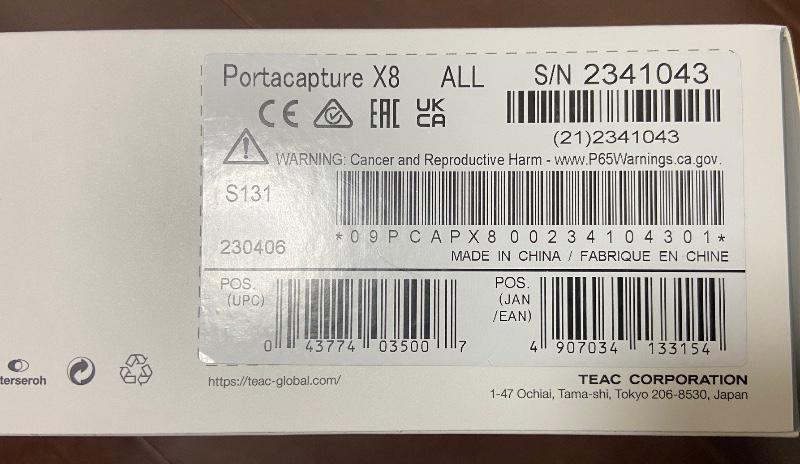 Portacapture X8 ALL S/N 2341043
CE EAC UK CA
(21)2341043
WARNING: Cancer and Reproductive Harm - www.P65Warnings.ca.gov.
S131
*09PCAPX800234104301*
230406
MADE IN CHINA / FABRIQUE EN CHINE
POS. (UPC)
0 43774 03500 7
POS. (JAN /EAN)
4 907034 133154
terseroh
https://teac-global.com/
TEAC CORPORATION
1-47 Ochiai, Tama-shi, Tokyo 206-8530, Japan